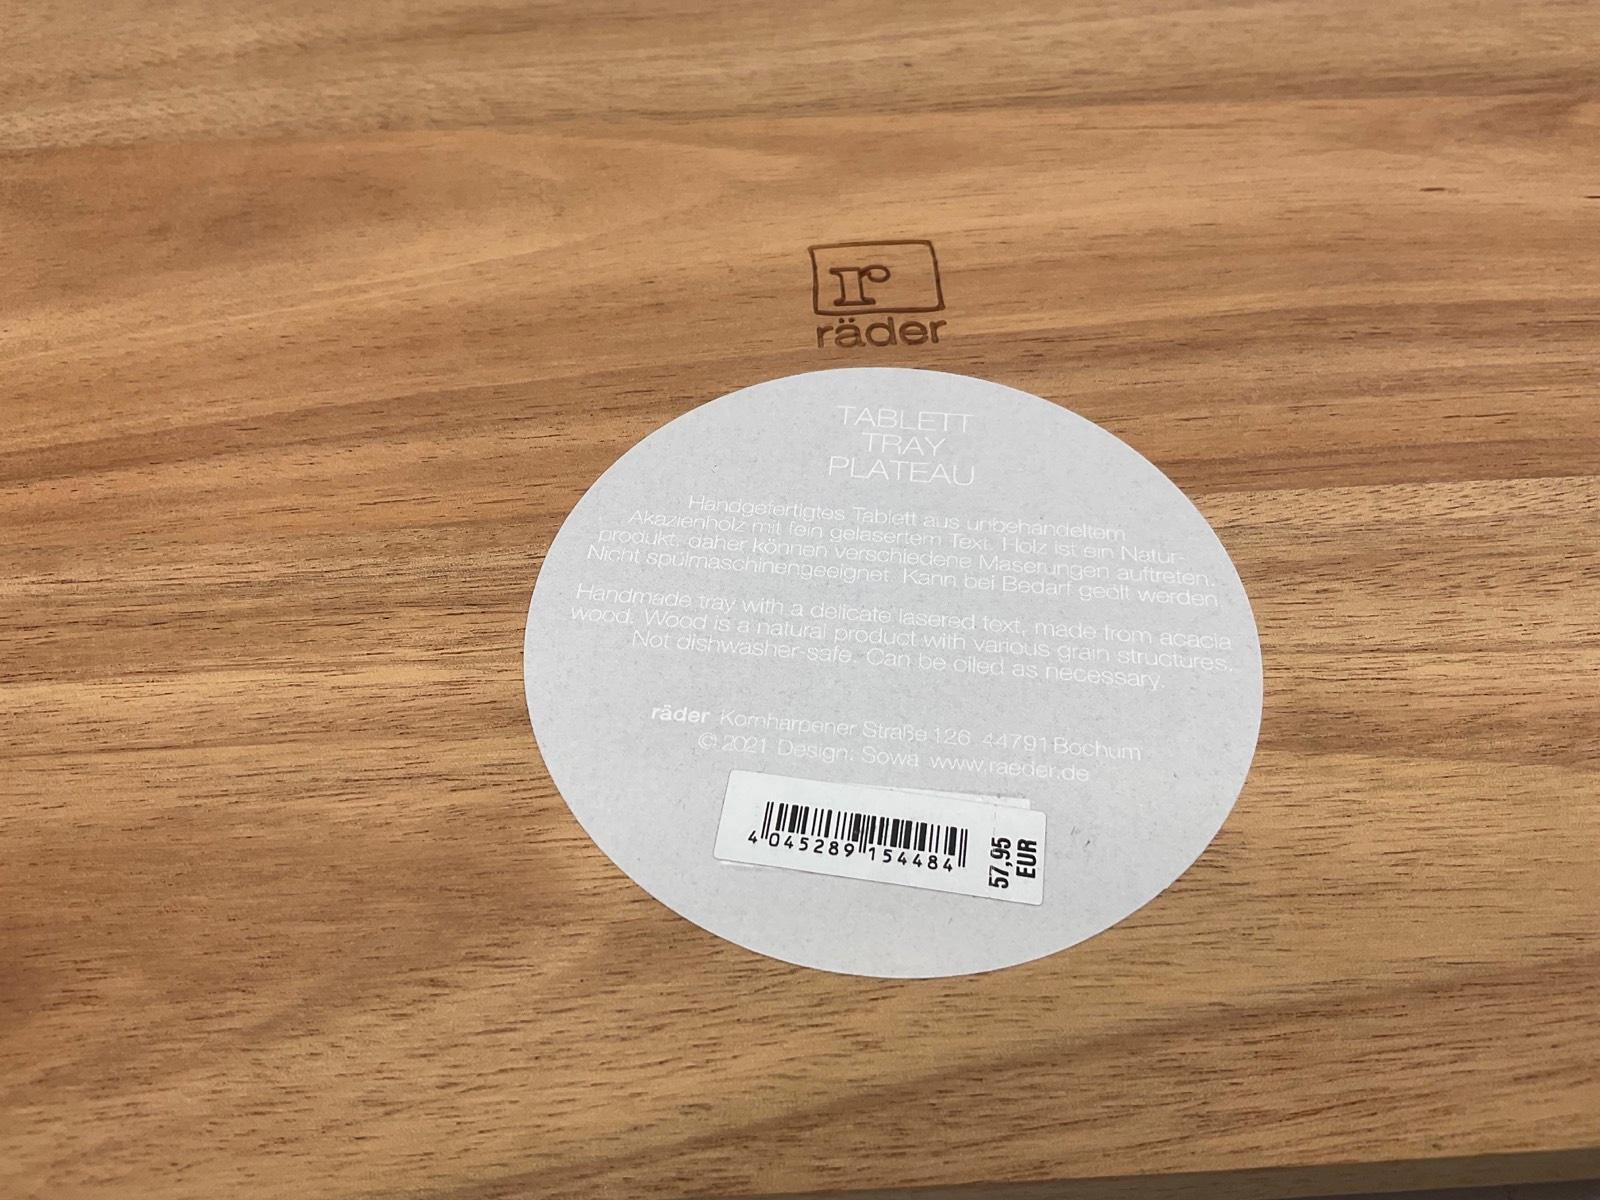 r
räder
TABLETT
TRAY
PLATEAU
Handgefertigtes Tablett aus unbehandeltem
Akazienholz mit fein gelasertem Text. Holz ist ein Natur-
produkt, daher können verschiedene Maserungen auftreten.
Nicht spülmaschinengeeignet. Kann bei Bedarf geölt werden.
Handmade tray with a delicate lasered text, made from acacia
wood. Wood is a natural product with various grain structures.
Not dishwasher-safe. Can be oiled as necessary.
räder Kornharpener Straße 126 44791 Bochum
© 2021 Design: Sowa www.raeder.de
4 045289 154484
57,95
EUR